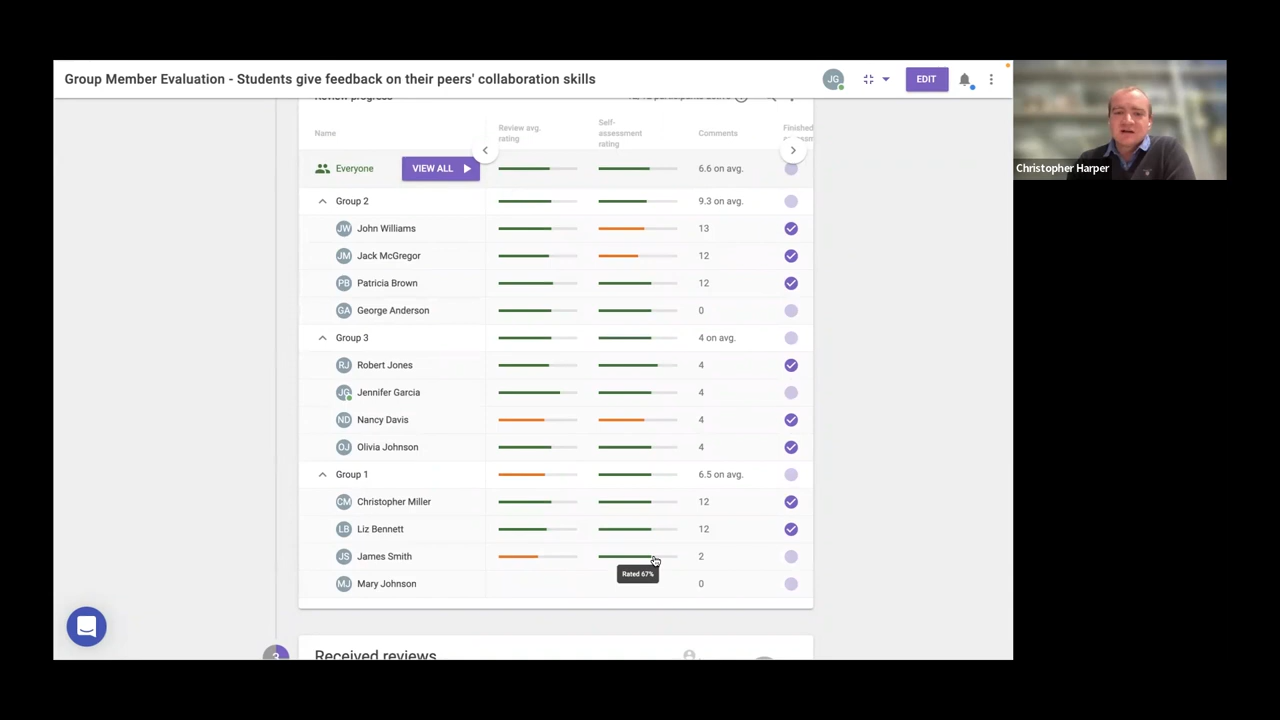 Group Member Evaluation - Students give feedback on their peers' collaboration skills
JG
EDIT
Christopher Harper
Review progress
Name
Review avg.
rating
Self-
assessment
rating
Comments
Finished
Everyone
VIEW ALL
6.6 on avg.
Group 2
9.3 on avg.
JW John Williams 13
JM Jack McGregor 12
PB Patricia Brown 12
GA George Anderson 0
Group 3
4 on avg.
RJ Robert Jones 4
JG Jennifer Garcia 4
ND Nancy Davis 4
OJ Olivia Johnson 4
Group 1
6.5 on avg.
CM Christopher Miller 12
LB Liz Bennett 12
JS James Smith 2
Rated 67%
MJ Mary Johnson 0
3
Received reviews